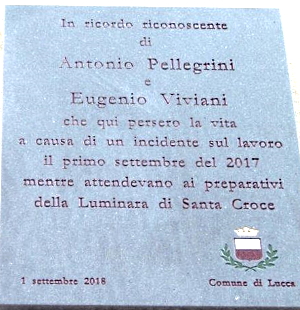 In ricordo riconoscente
di
Antonio Pellegrini
e
Eugenio Viviani
che qui persero la vita
a causa di un incidente sul lavoro
il primo settembre del 2017
mentre attendevano ai preparativi
della Luminara di Santa Croce
1 settembre 2018
Comune di Lucca